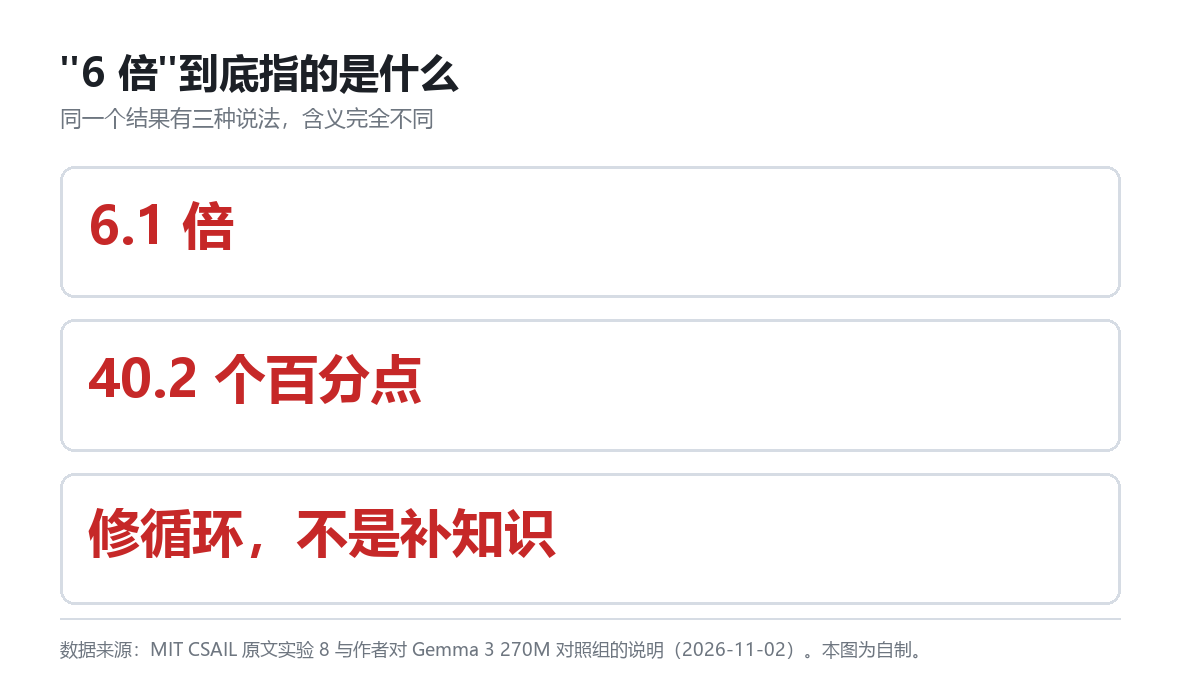 "6 倍"到底指的是什么
同一个结果有三种说法，含义完全不同
6.1 倍
40.2 个百分点
修循环，不是补知识
数据来源：MIT CSAIL 原文实验 8 与作者对 Gemma 3 270M 对照组的说明（2026-11-02）。本图为自制。